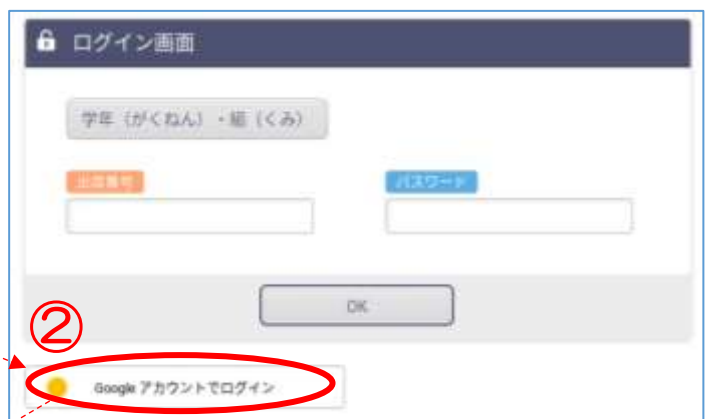 ログイン画面
学年（がくねん）・組（くみ）
出席番号
パスワード
OK
②
Google アカウントでログイン